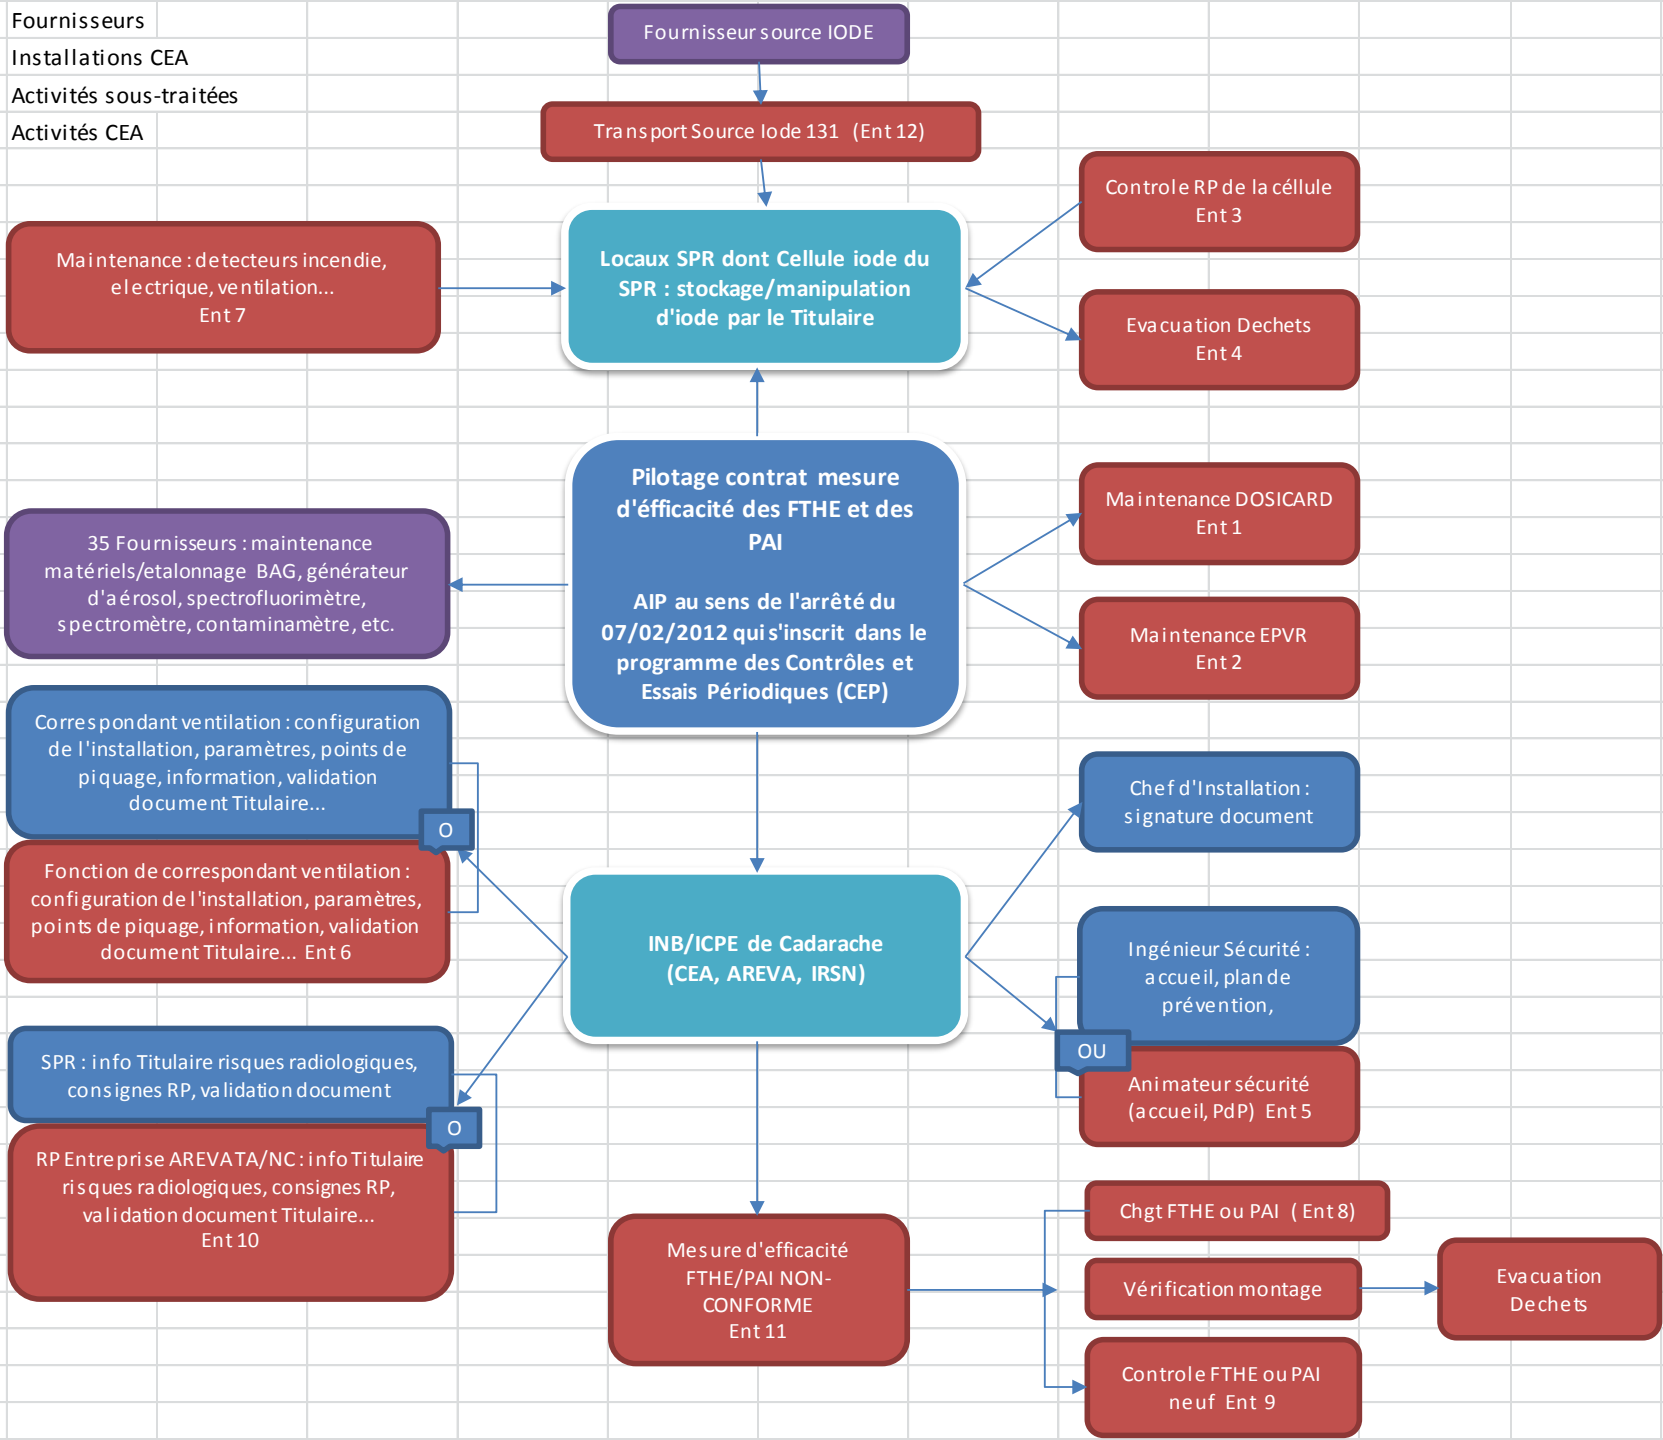 Fournisseurs
Installations CEA
Activités sous-traitées
Activités CEA
Fournisseur source IODE
Transport Source Iode 131 (Ent 12)
Controle RP de la céllule
Ent 3
Maintenance : detecteurs incendie,
electrique, ventilation...
Ent 7
Locaux SPR dont Cellule iode du
SPR : stockage/manipulation
d'iode par le Titulaire
Evacuation Dechets
Ent 4
Pilotage contrat mesure
d'éfficacité des FTHE et des
PAI
AIP au sens de l'arrêté du
07/02/2012 qui s'inscrit dans le
programme des Contrôles et
Essais Périodiques (CEP)
Maintenance DOSICARD
Ent 1
35 Fournisseurs : maintenance
matériels/etalonnage BAG, générateur
d'aérosol, spectrofluorimètre,
spectromètre, contaminamètre, etc.
Maintenance EPVR
Ent 2
Correspondant ventilation : configuration
de l'installation, paramètres, points de
piquage, information, validation
document Titulaire...
O
Fonction de correspondant ventilation :
configuration de l'installation, paramètres,
points de piquage, information, validation
document Titulaire... Ent 6
Chef d'Installation :
signature document
INB/ICPE de Cadarache
(CEA, AREVA, IRSN)
Ingénieur Sécurité :
accueil, plan de
prévention,
OU
Animateur sécurité
(accueil, PdP) Ent 5
SPR : info Titulaire risques radiologiques,
consignes RP, validation document
O
RP Entreprise AREVA TA/NC : info Titulaire
risques radiologiques, consignes RP,
validation document Titulaire...
Ent 10
Mesure d'efficacité
FTHE/PAI NON-
CONFORME
Ent 11
Chgt FTHE ou PAI ( Ent 8)
Vérification montage
Evacuation
Dechets
Controle FTHE ou PAI
neuf Ent 9